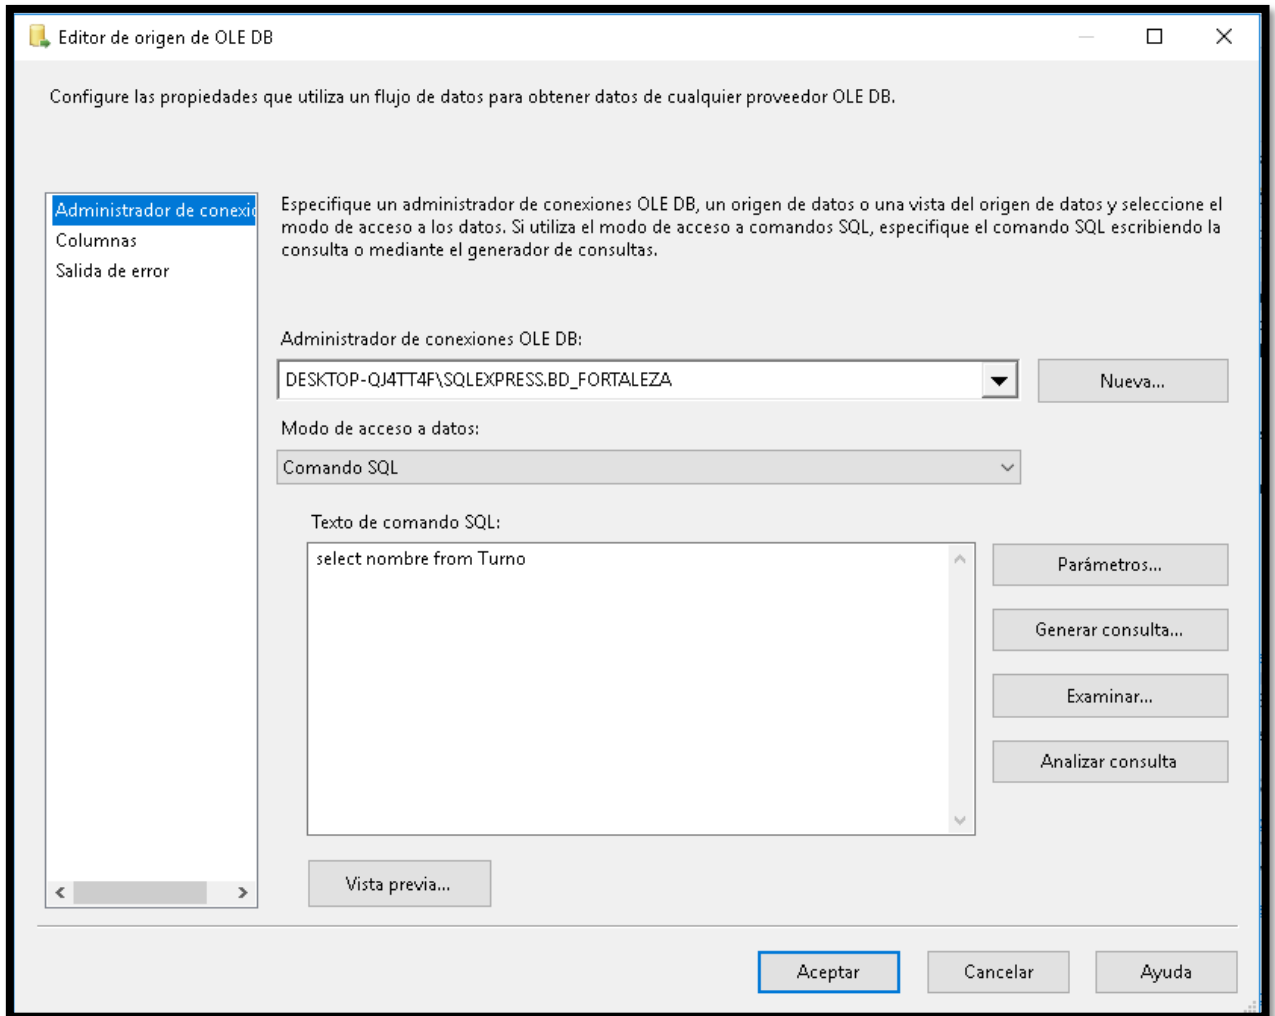 Editor de origen de OLE DB
Configure las propiedades que utiliza un flujo de datos para obtener datos de cualquier proveedor OLE DB.
Administrador de conexio
Columnas
Salida de error
Especifique un administrador de conexiones OLE DB, un origen de datos o una vista del origen de datos y seleccione el
modo de acceso a los datos. Si utiliza el modo de acceso a comandos SQL, especifique el comando SQL escribiendo la
consulta o mediante el generador de consultas.
Administrador de conexiones OLE DB:
DESKTOP-QJ4TT4F\SQLEXPRESS.BD_FORTALEZA
Nueva...
Modo de acceso a datos:
Comando SQL
Texto de comando SQL:
select nombre from Turno
Parámetros...
Generar consulta...
Examinar...
Analizar consulta
Vista previa...
Aceptar
Cancelar
Ayuda